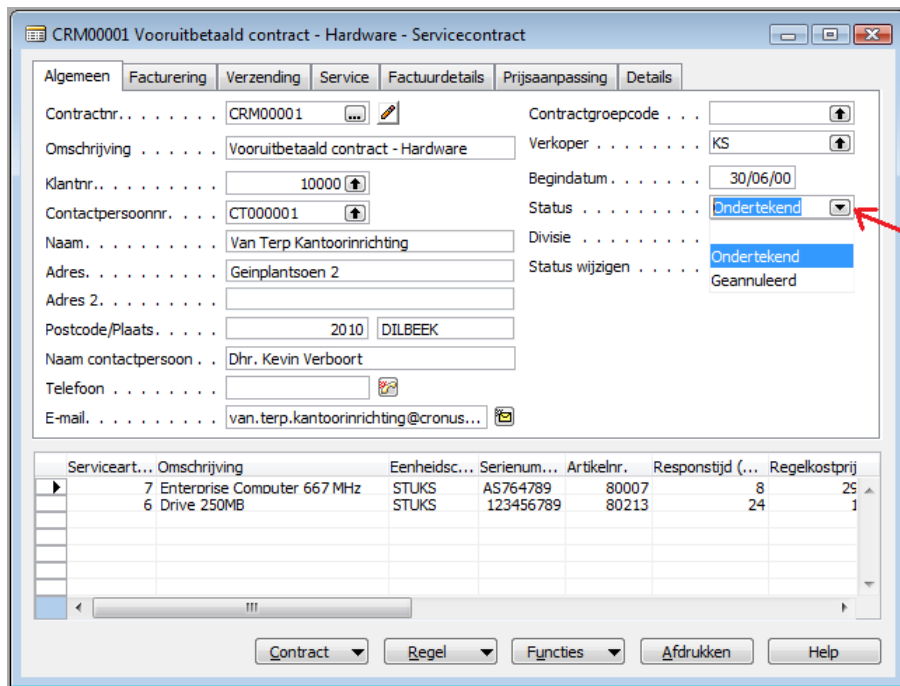 CRM00001 Vooruitbetaald contract - Hardware - Servicecontract
Algemeen Facturering Verzending Service Factuurdetails Prijsaanpassing Details
Contractnr. . . . . . . . CRM00001 ...
Omschrijving . . . . . . Vooruitbetaald contract - Hardware
Klantnr. . . . . . . . . . 10000
Contactpersoonnr. . . . . CT000001
Naam. . . . . . . . . . Van Terp Kantoorinrichting
Adres. . . . . . . . . . Geinplantsoen 2
Adres 2. . . . . . . . .
Postcode/Plaats. . . . . 2010 DILBEEK
Naam contactpersoon . . Dhr. Kevin Verboort
Telefoon . . . . . . . .
E-mail. . . . . . . . . . van.terp.kantoorinrichting@cronus...
Contractgroepcode . . .
Verkoper . . . . . . . . KS
Begindatum . . . . . . . 30/06/00
Status . . . . . . . . . Ondertekend
Divisie . . . . . . . . .
Status wijzigen . . . . .
Ondertekend
Geannuleerd
Serviceart... Omschrijving Eenheidsc... Serienum... Artikelnr. Responstijd (... Regelkostprij
7 Enterprise Computer 667 MHz STUKS AS764789 80007 8 29
6 Drive 250MB STUKS 123456789 80213 24 1
Contract Regel Functies Afdrukken Help